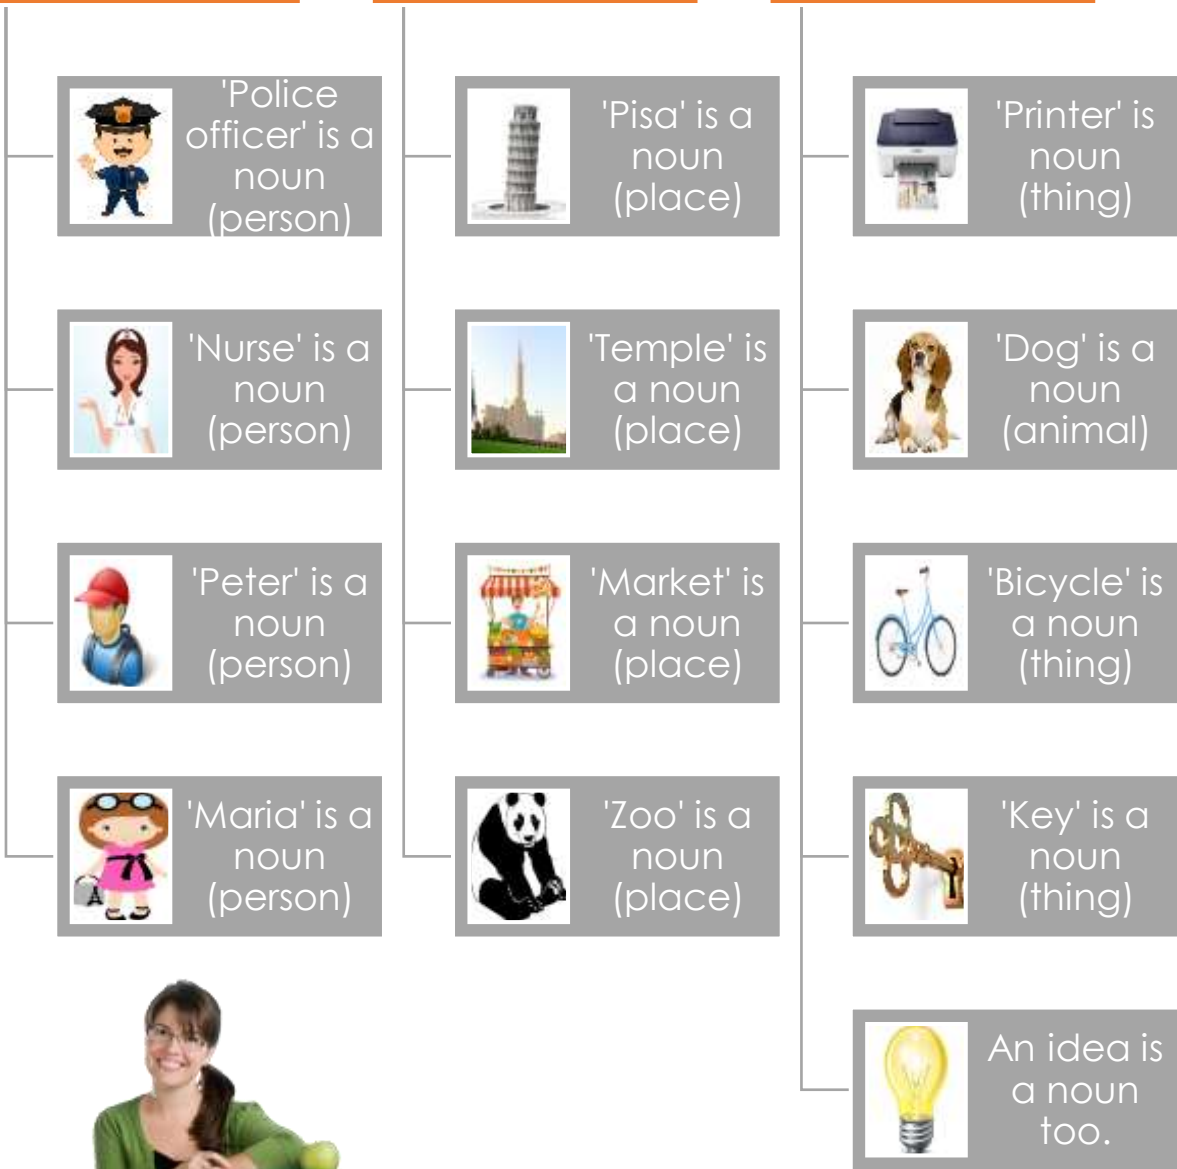 'Police
officer' is a
noun
(person)
'Nurse' is a
noun
(person)
'Peter' is a
noun
(person)
'Maria' is a
noun
(person)
'Pisa' is a
noun
(place)
'Temple' is
a noun
(place)
'Market' is
a noun
(place)
'Zoo' is a
noun
(place)
'Printer' is
noun
(thing)
'Dog' is a
noun
(animal)
'Bicycle' is
a noun
(thing)
'Key' is a
noun
(thing)
An idea is
a noun
too.
A